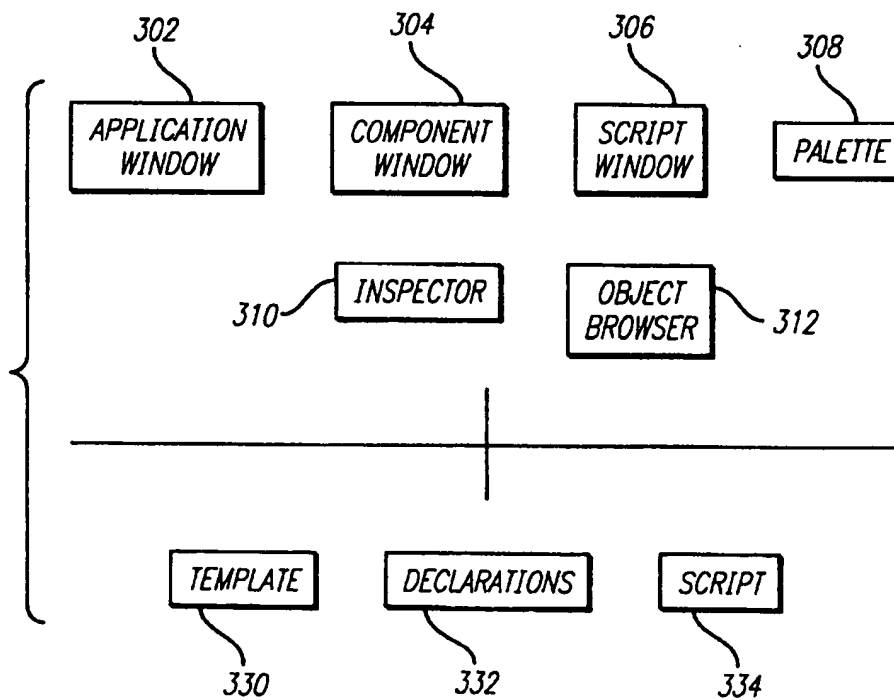 302
304
306
308
APPLICATION
WINDOW
COMPONENT
WINDOW
SCRIPT
WINDOW
PALETTE
310
INSPECTOR
OBJECT
BROWSER
312
TEMPLATE
DECLARATIONS
SCRIPT
330
332
334